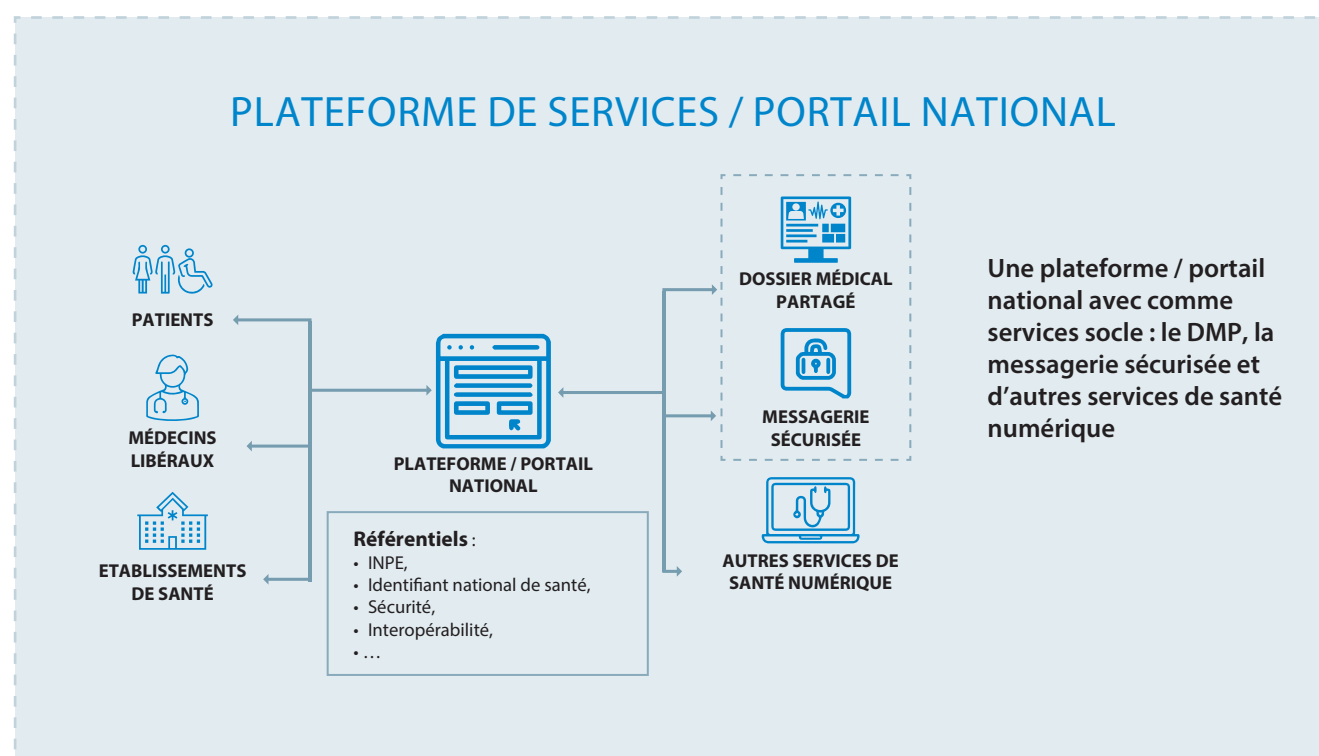 PLATEFORME DE SERVICES / PORTAIL NATIONAL
PATIENTS
MÉDECINS
LIBÉRAUX
ETABLISSEMENTS
DE SANTÉ
PLATEFORME / PORTAIL
NATIONAL
Référentiels :
• INPE,
• Identifiant national de santé,
• Sécurité,
• Interopérabilité,
• …
DOSSIER MÉDICAL
PARTAGÉ
MESSAGERIE
SÉCURISÉE
AUTRES SERVICES DE
SANTÉ NUMÉRIQUE
Une plateforme / portail
national avec comme
services socle : le DMP, la
messagerie sécurisée et
d’autres services de santé
numérique